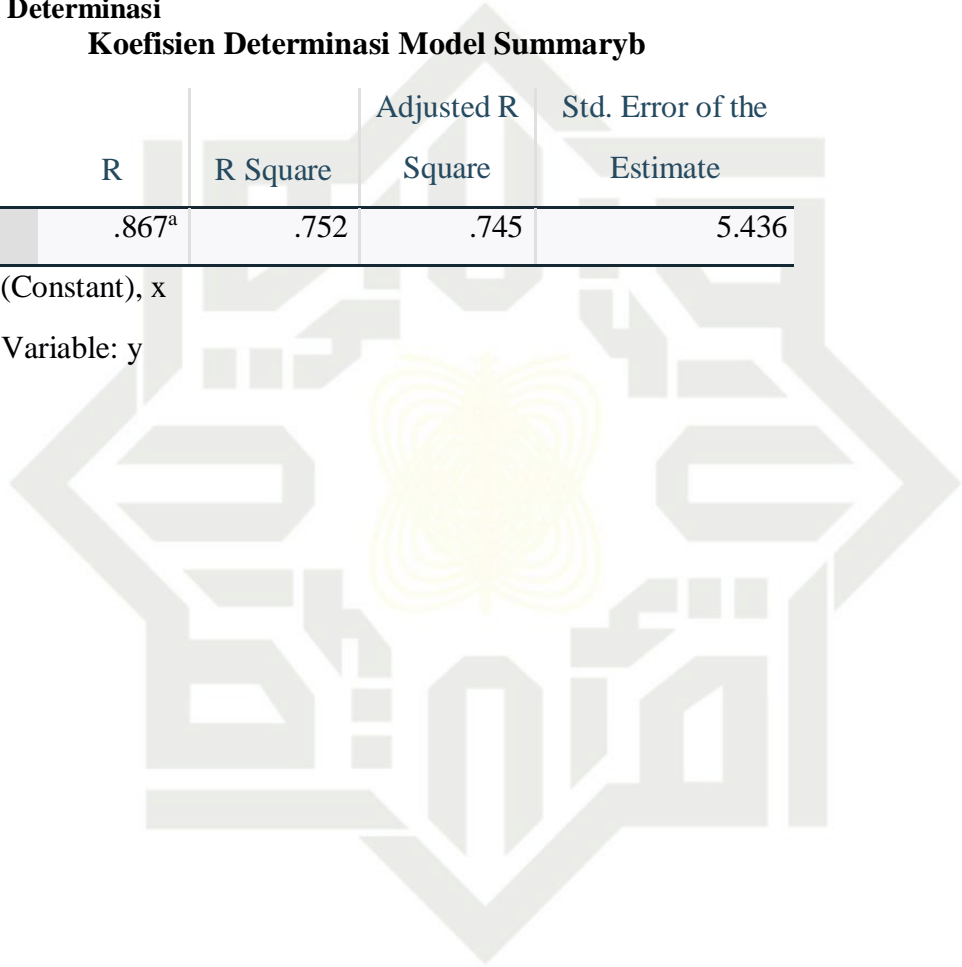 Determinasi
Koefisien Determinasi Model Summaryb
R R Square Adjusted R Square Std. Error of the Estimate
.867a .752 .745 5.436
(Constant), x
Variable: y